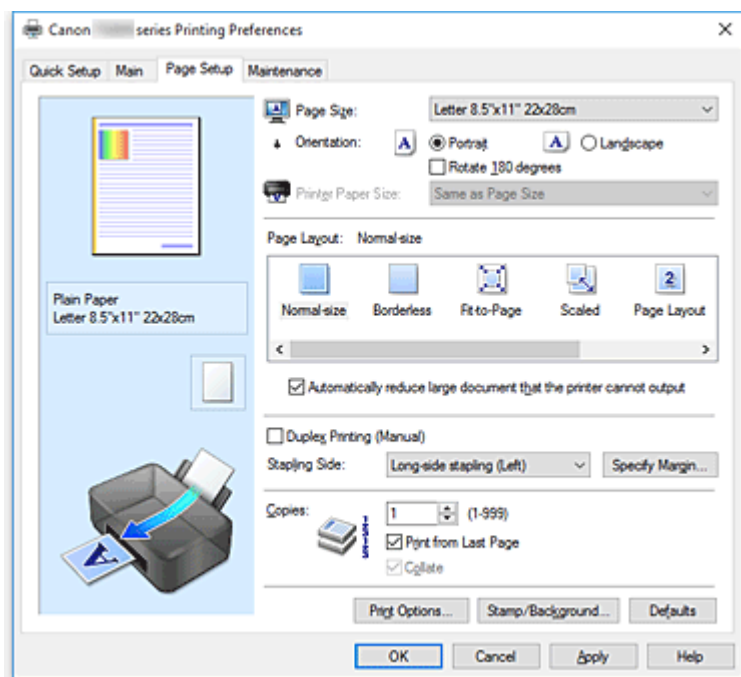 Canon series Printing Preferences
Quick Setup Main Page Setup Maintenance
Page Size: Letter 8.5"x11" 22x28cm
Orientation: A Portrait A Landscape
Rotate 180 degrees
Printer Paper Size: Same as Page Size
Page Layout: Normal-size
2
Normal-size Borderless Fit-to-Page Scaled Page Layout
Plain Paper
Letter 8.5"x11" 22x28cm
Automatically reduce large document that the printer cannot output
Duplex Printing (Manual)
Stapling Side: Long-side stapling (Left) Specify Margin...
Copies: 1 (1-999)
Print from Last Page
Collate
A
Print Options... Stamp/Background... Defaults
OK Cancel Apply Help